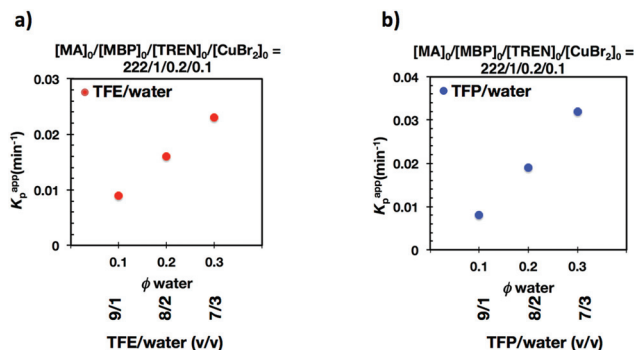 a)
[MA]₀/[MBP]₀/[TREN]₀/[CuBr₂]₀ =
222/1/0.2/0.1
0.03
TFE/water
0.02
0.01
0
Kₚᵃᵖᵖ(min⁻¹)
0.1 0.2 0.3
ϕ water
9/1 8/2 7/3
TFE/water (v/v)
b)
[MA]₀/[MBP]₀/[TREN]₀/[CuBr₂]₀ =
222/1/0.2/0.1
0.04
TFP/water
0.03
0.02
0.01
0
Kₚᵃᵖᵖ(min⁻¹)
0.1 0.2 0.3
ϕ water
9/1 8/2 7/3
TFP/water (v/v)